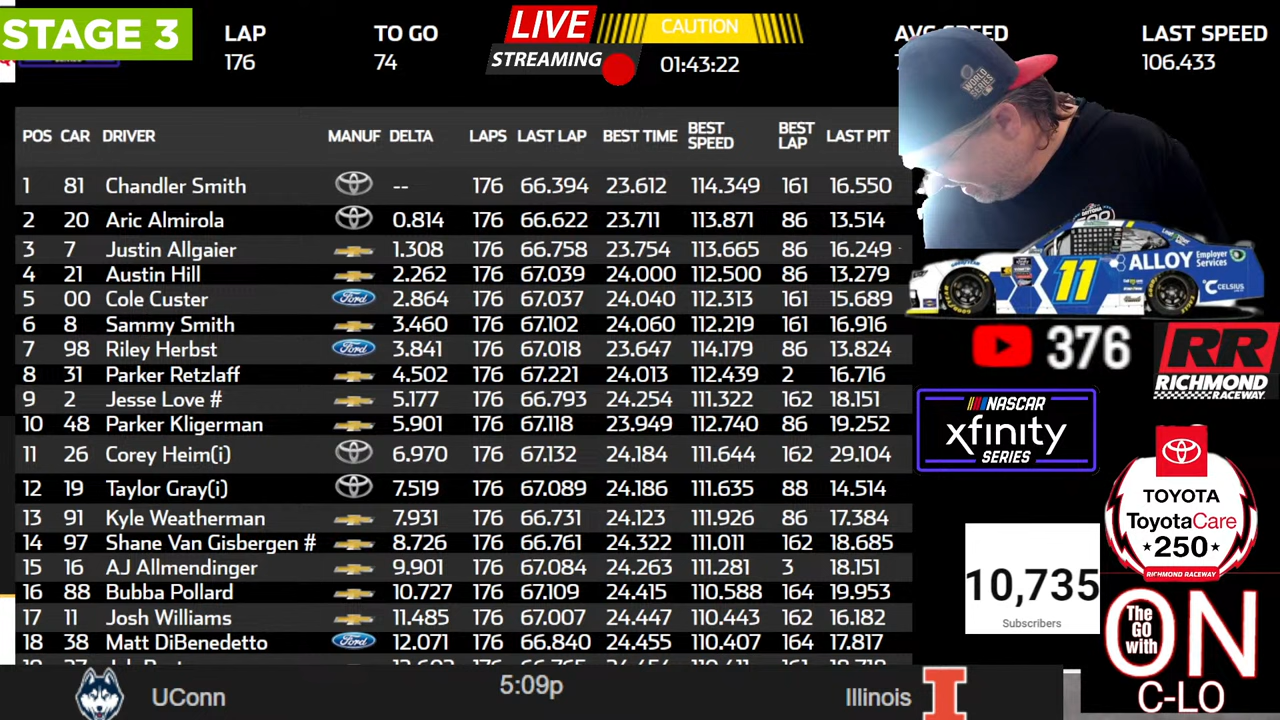 STAGE 3
LAP
176
TO GO
74
LIVE
STREAMING
CAUTION
01:43:22
LAST SPEED
106.433
POS CAR DRIVER MANUF DELTA LAPS LAST LAP BEST TIME BEST SPEED BEST LAP LAST PIT
1 81 Chandler Smith -- 176 66.394 23.612 114.349 161 16.550
2 20 Aric Almirola 0.814 176 66.622 23.711 113.871 86 13.514
3 7 Justin Allgaier 1.308 176 66.758 23.754 113.665 86 16.249
4 21 Austin Hill 2.262 176 67.039 24.000 112.500 86 13.279
5 00 Cole Custer Ford 2.864 176 67.037 24.040 112.313 161 15.689
6 8 Sammy Smith 3.460 176 67.102 24.060 112.219 161 16.916
7 98 Riley Herbst Ford 3.841 176 67.018 23.647 114.179 86 13.824
8 31 Parker Retzlaff 4.502 176 67.221 24.013 112.439 2 16.716
9 2 Jesse Love # 5.177 176 66.793 24.254 111.322 162 18.151
10 48 Parker Kligerman 5.901 176 67.118 23.949 112.740 86 19.252
11 26 Corey Heim(i) 6.970 176 67.132 24.184 111.644 162 29.104
12 19 Taylor Gray(i) 7.519 176 67.089 24.186 111.635 88 14.514
13 91 Kyle Weatherman 7.931 176 66.731 24.123 111.926 86 17.384
14 97 Shane Van Gisbergen # 8.726 176 66.761 24.322 111.011 162 18.685
15 16 AJ Allmendinger 9.901 176 67.084 24.263 111.281 3 18.151
16 88 Bubba Pollard 10.727 176 67.109 24.415 110.588 164 19.953
17 11 Josh Williams 11.485 176 67.007 24.447 110.443 162 16.182
18 38 Matt DiBenedetto Ford 12.071 176 66.840 24.455 110.407 164 17.817
WORLD
SERIES
11
ALLOY Employer
Services
CELSIUS
376
RR
RICHMOND
RACEWAY
NASCAR
xfinity
SERIES
TOYOTA
ToyotaCare
250
RICHMOND RACEWAY
10,735
Subscribers
The
GO
with
ON
C-LO
UConn
5:09p
Illinois
I